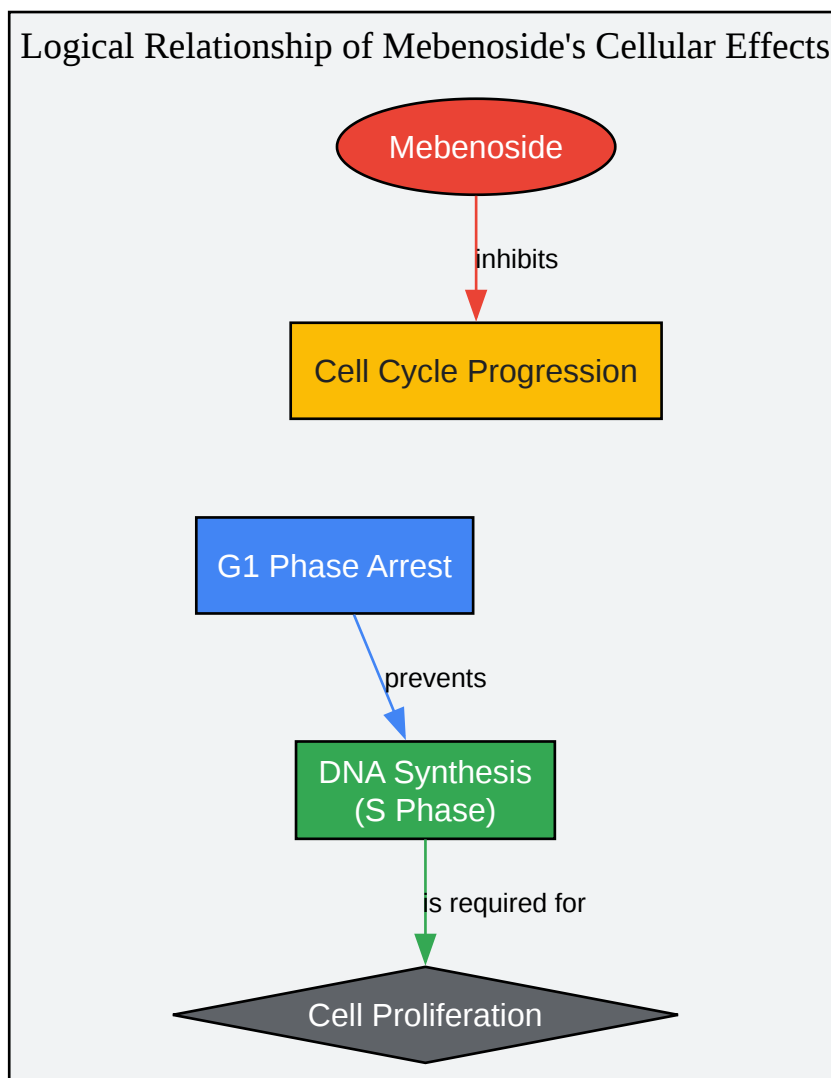 Logical Relationship of Mebenoside's Cellular Effects
Mebenoside
inhibits
Cell Cycle Progression
G1 Phase Arrest
prevents
DNA Synthesis
(S Phase)
is required for
Cell Proliferation